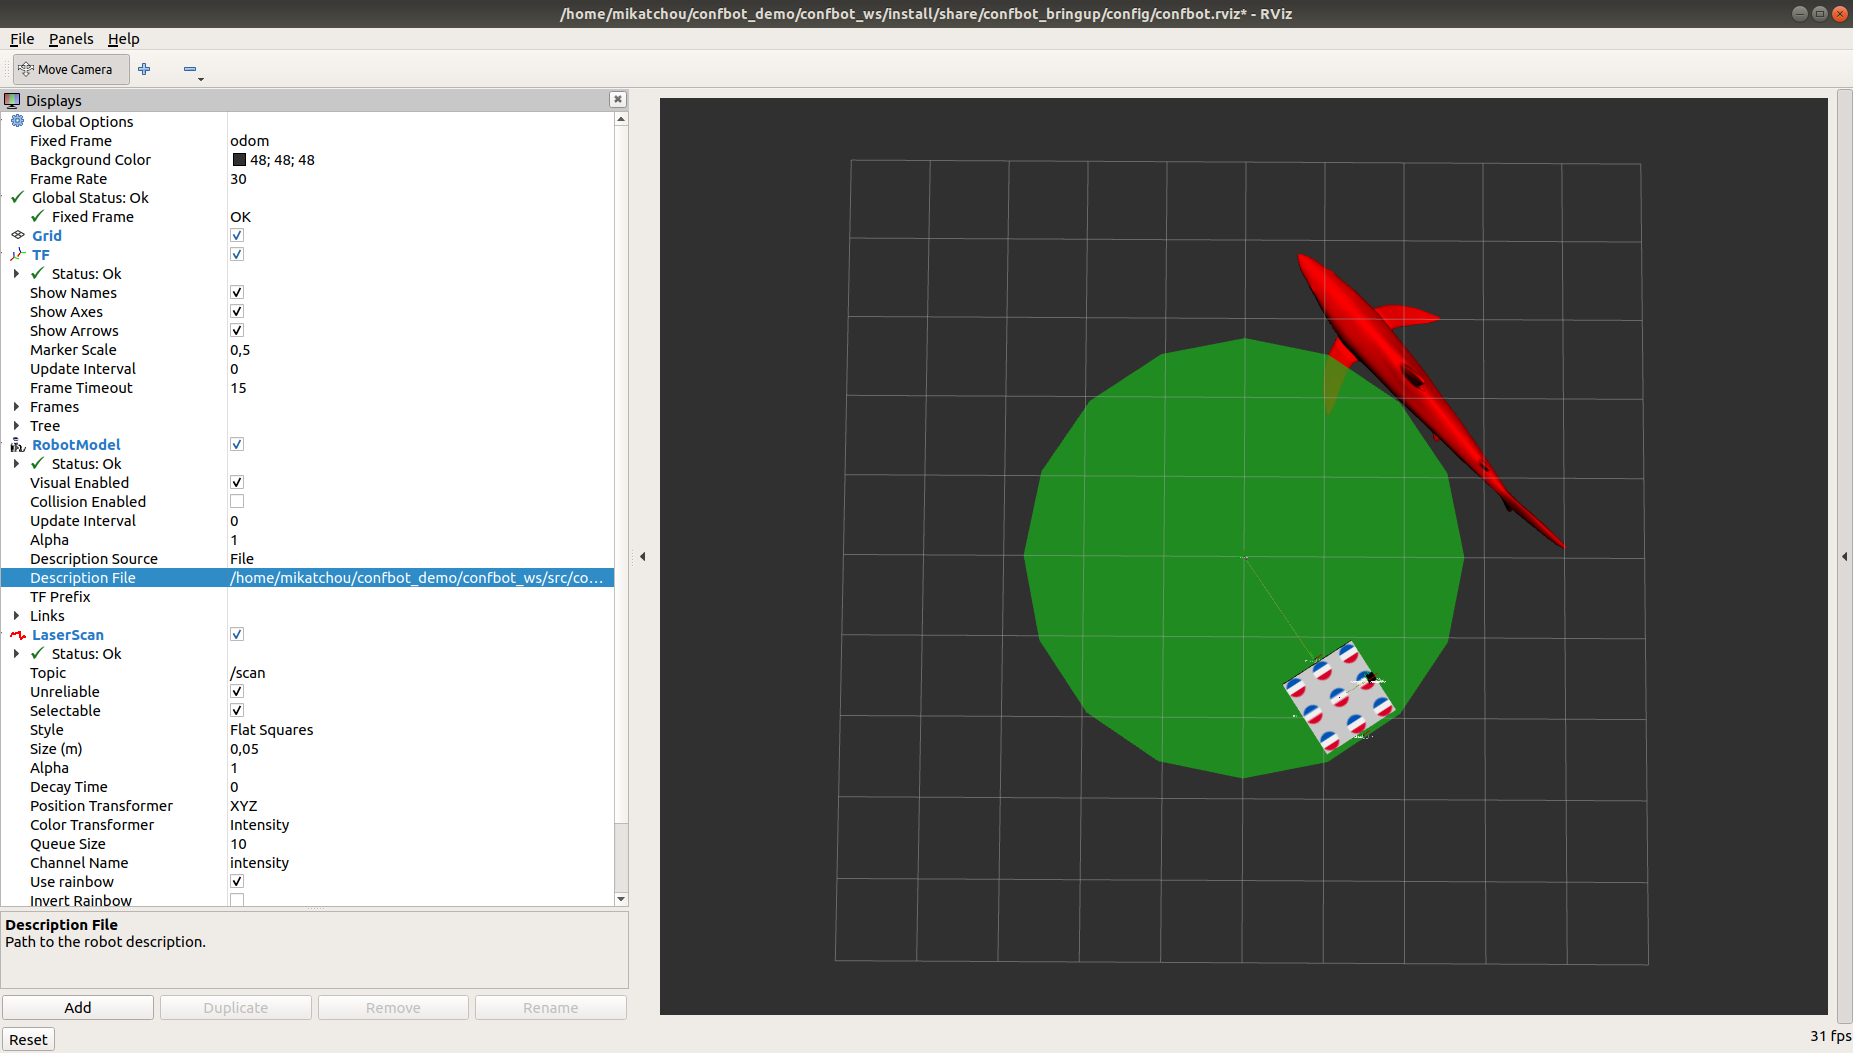 /home/mikatchou/confbot_demo/confbot_ws/install/share/confbot_bringup/config/confbot.rviz* - RViz
File Panels Help
Move Camera
Displays
Global Options
Fixed Frame odom
Background Color 48; 48; 48
Frame Rate 30
Global Status: Ok
Fixed Frame OK
Grid
TF
Status: Ok
Show Names
Show Axes
Show Arrows
Marker Scale 0,5
Update Interval 0
Frame Timeout 15
Frames
Tree
RobotModel
Status: Ok
Visual Enabled
Collision Enabled
Update Interval 0
Alpha 1
Description Source File
Description File /home/mikatchou/confbot_demo/confbot_ws/src/co...
TF Prefix
Links
LaserScan
Status: Ok
Topic /scan
Unreliable
Selectable
Style Flat Squares
Size (m) 0,05
Alpha 1
Decay Time 0
Position Transformer XYZ
Color Transformer Intensity
Queue Size 10
Channel Name intensity
Use rainbow
Invert Rainbow
Description File
Path to the robot description.
Add Duplicate Remove Rename
Reset
31 fps